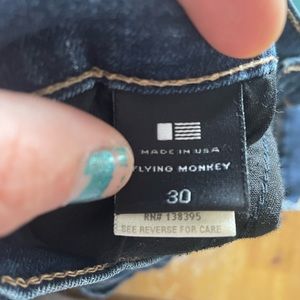 MADE IN USA
FLYING MONKEY
30
RN# 138395
SEE REVERSE FOR CARE